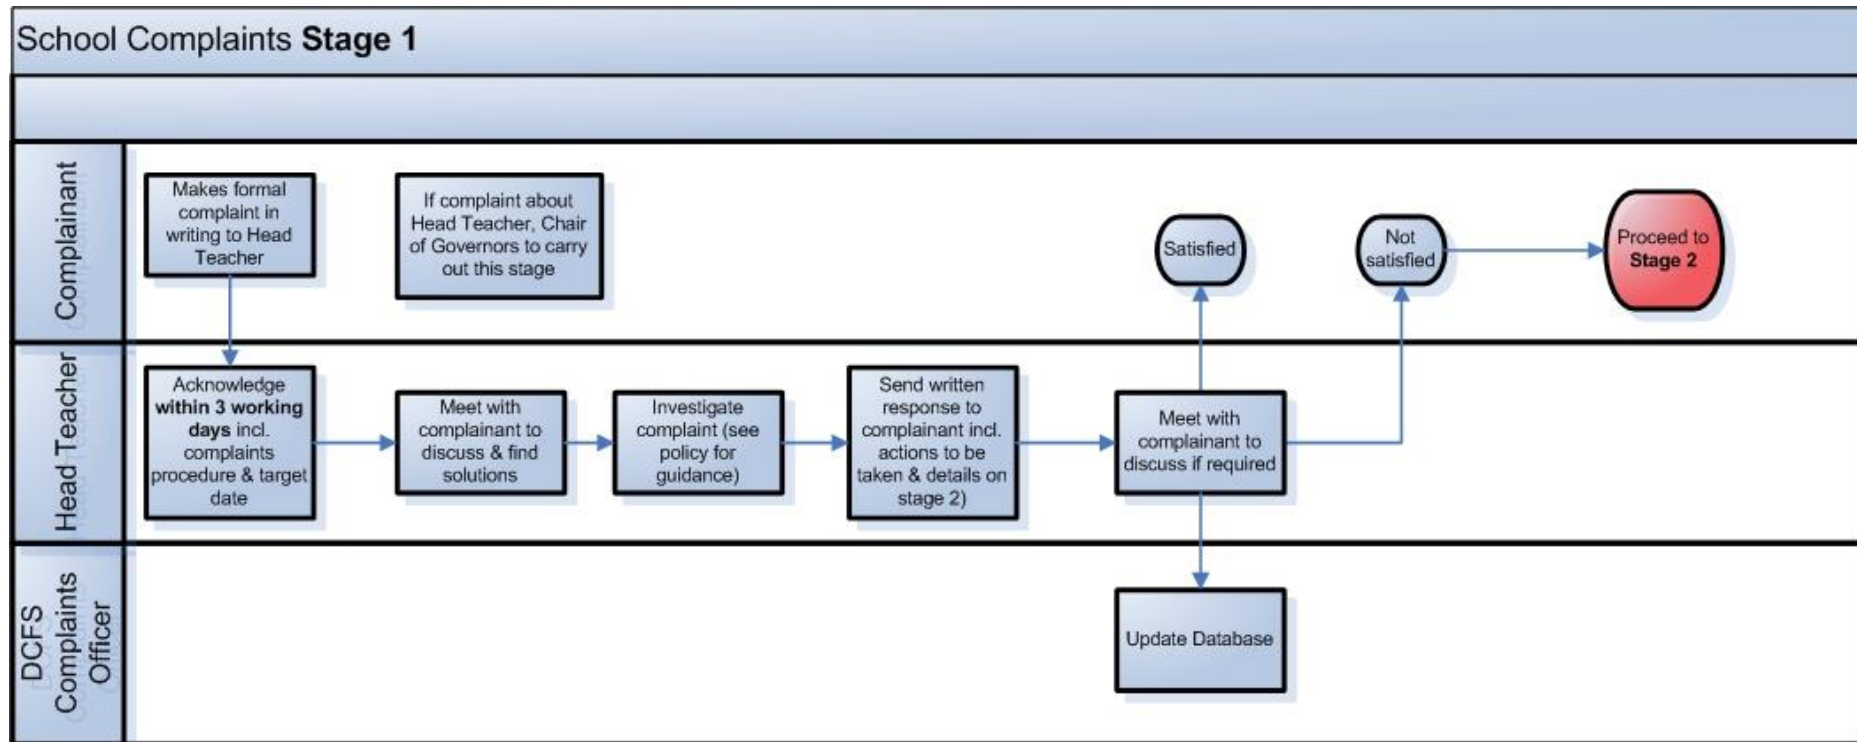 School Complaints Stage 1
Complainant
Makes formal
complaint in
writing to Head
Teacher
If complaint about
Head Teacher, Chair
of Governors to carry
out this stage
Satisfied
Not
satisfied
Proceed to
Stage 2
Head Teacher
Acknowledge
within 3 working
days incl.
complaints
procedure & target
date
Meet with
complainant to
discuss & find
solutions
Investigate
complaint (see
policy for
guidance)
Send written
response to
complainant incl.
actions to be
taken & details on
stage 2)
Meet with
complainant to
discuss if required
DCFS
Complaints
Officer
Update Database